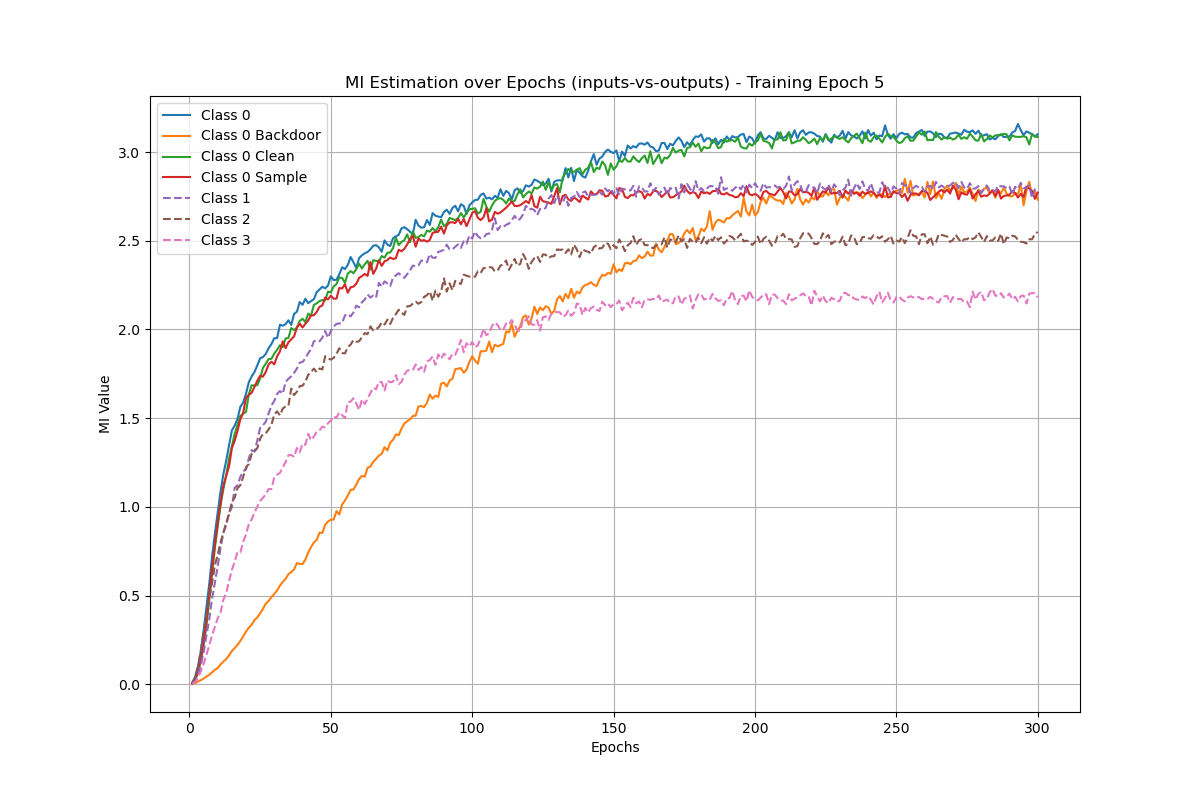 MI Estimation over Epochs (inputs-vs-outputs) - Training Epoch 5
Class 0
Class 0 Backdoor
Class 0 Clean
Class 0 Sample
Class 1
Class 2
Class 3
MI Value
3.0
2.5
2.0
1.5
1.0
0.5
0.0
0 50 100 150 200 250 300
Epochs